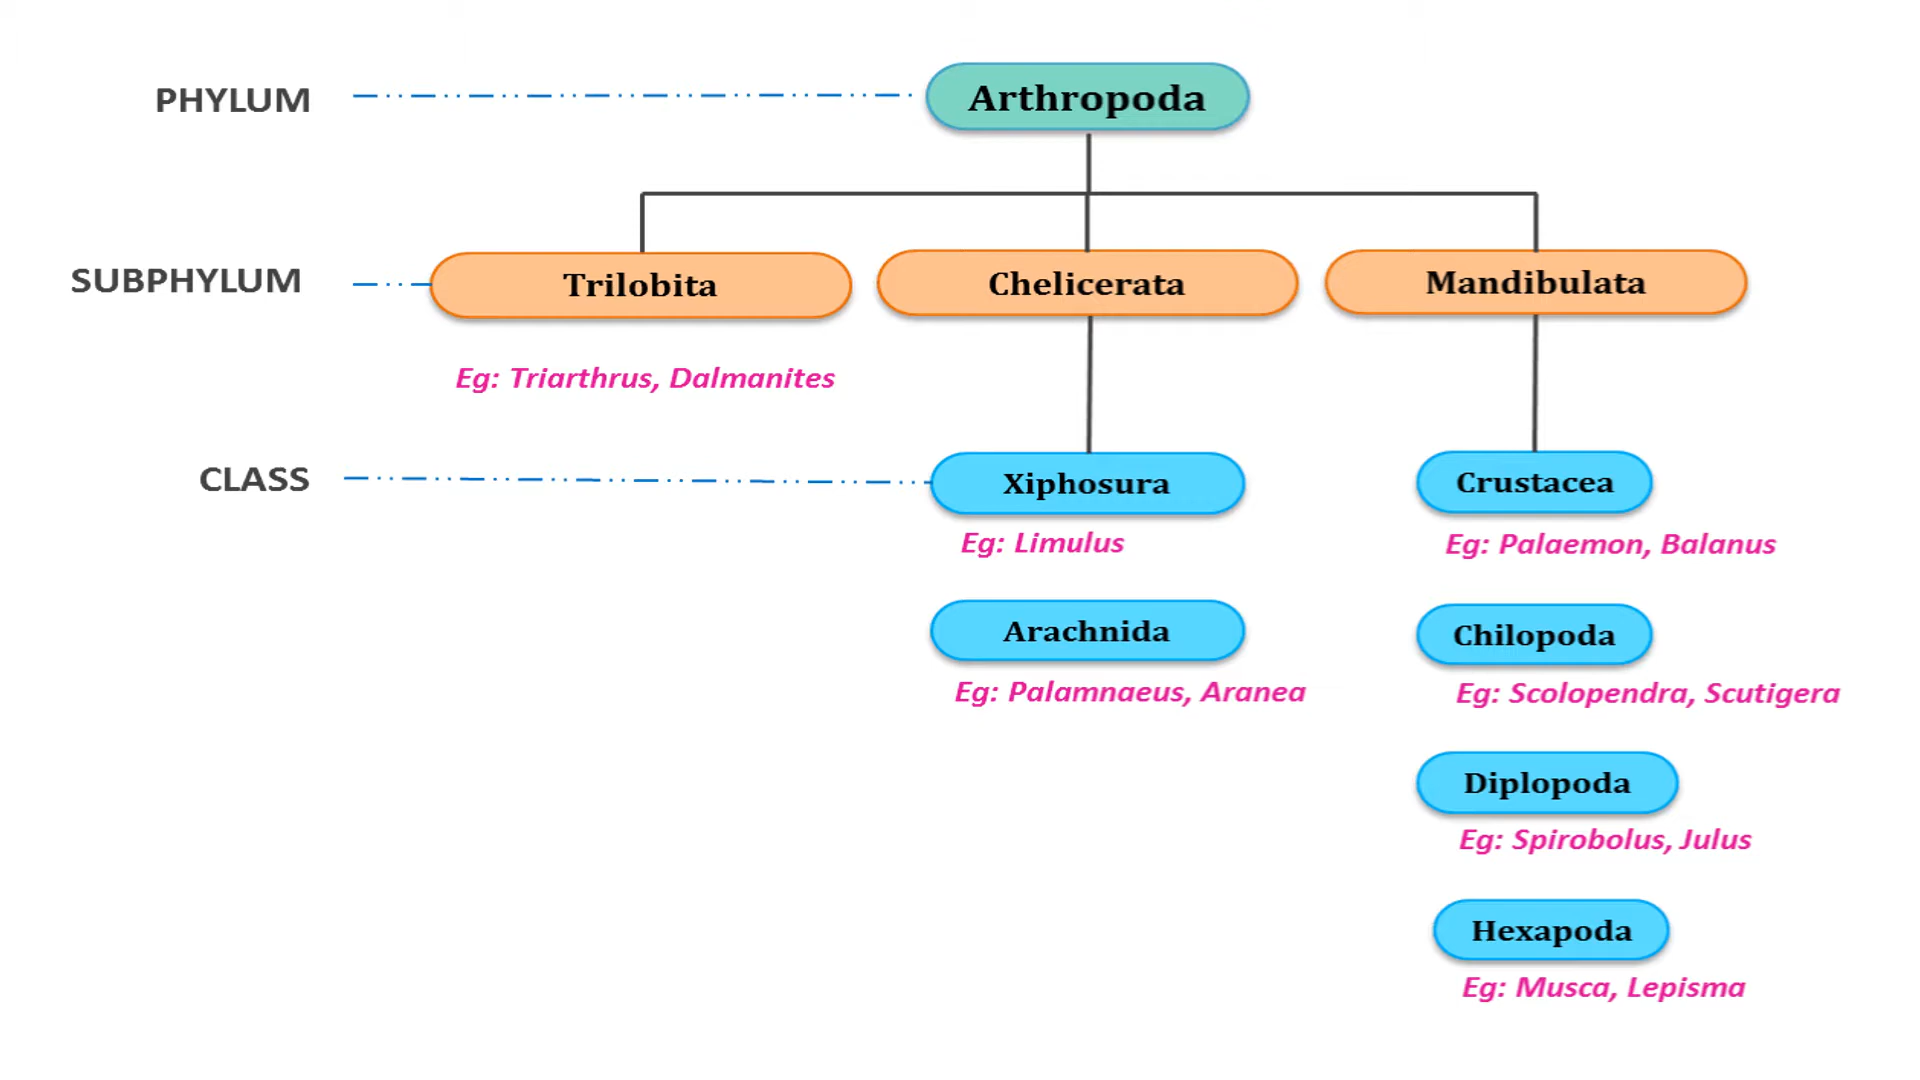 PHYLUM
Arthropoda
SUBPHYLUM
Trilobita
Chelicerata
Mandibulata
Eg: Triarthrus, Dalmanites
CLASS
Xiphosura
Crustacea
Eg: Limulus
Eg: Palaemon, Balanus
Arachnida
Chilopoda
Eg: Palamnaeus, Aranea
Eg: Scolopendra, Scutigera
Diplopoda
Eg: Spirobolus, Julus
Hexapoda
Eg: Musca, Lepisma